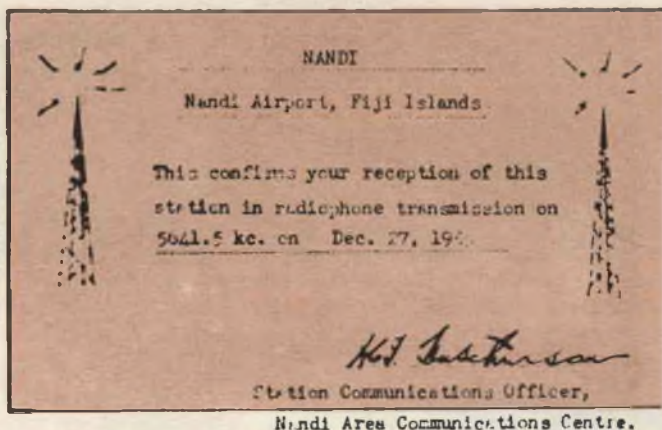 NANDI
Nandi Airport, Fiji Islands
This confirms your reception of this
station in radiophone transmission on
5641.5 kc. on Dec. 27,
Station Communications Officer,
Nandi Area Communications Centre.